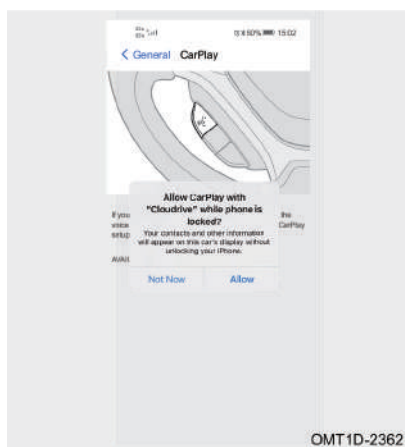 80% 15:02
General CarPlay
Allow CarPlay with
"Cloudrive" while phone is
locked?
If you the
voice CarPlay
setup
Your contacts and other information
will appear on this car's display without
unlocking your iPhone.
Not Now Allow
OMT1D-2362